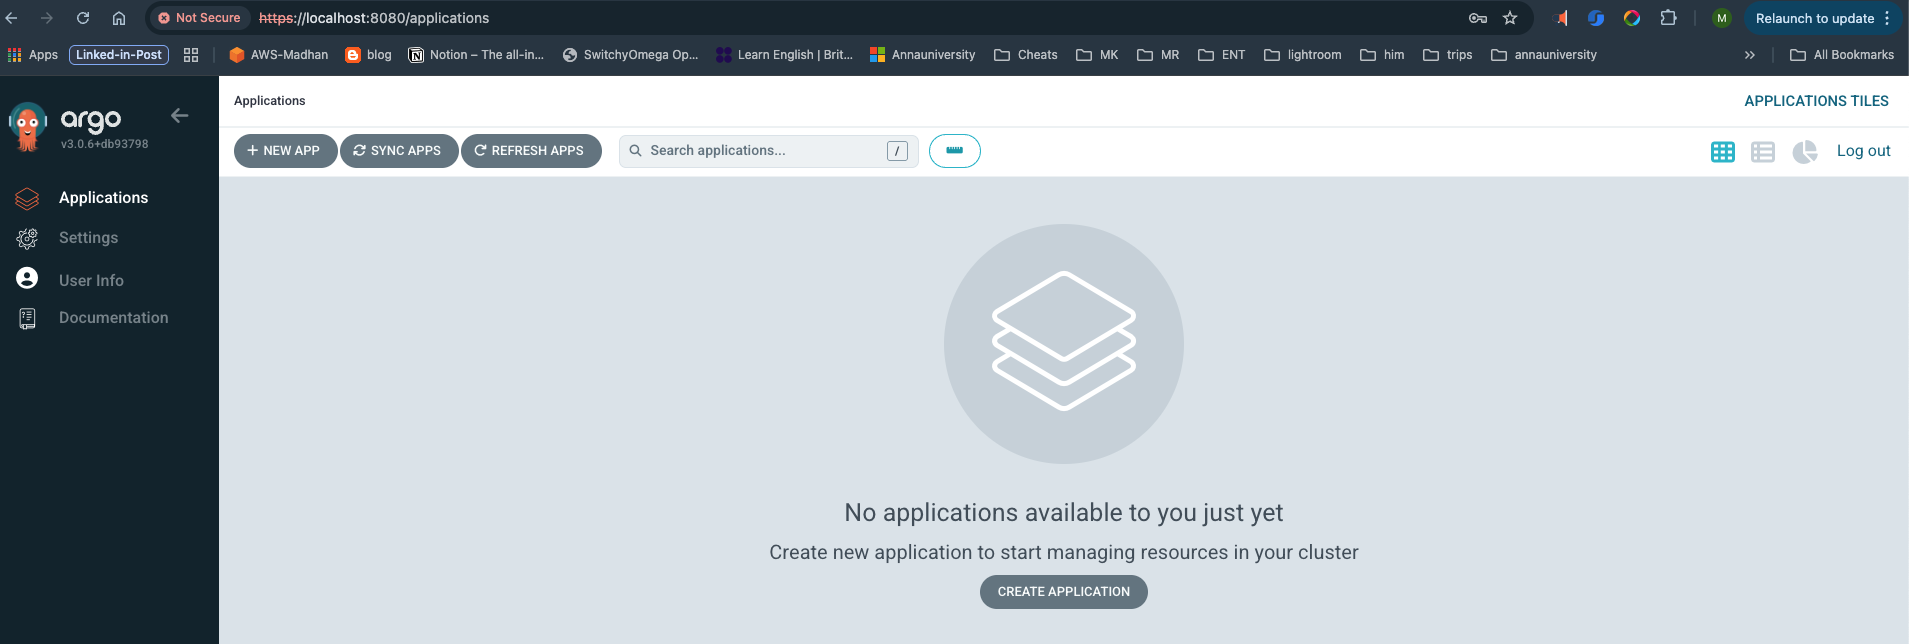 Not Secure https://localhost:8080/applications M Relaunch to update
Apps Linked-in-Post AWS-Madhan blog Notion – The all-in... SwitchyOmega Op... Learn English | Brit... Annauniversity Cheats MK MR ENT lightroom him trips annauniversity » All Bookmarks
argo
v3.0.6+db93798
Applications
Settings
User Info
Documentation
Applications APPLICATIONS TILES
+ NEW APP SYNC APPS REFRESH APPS Search applications... / Log out
No applications available to you just yet
Create new application to start managing resources in your cluster
CREATE APPLICATION